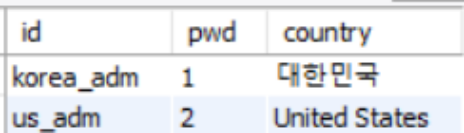 id pwd country
korea_adm 1 대한민국
us_adm 2 United States